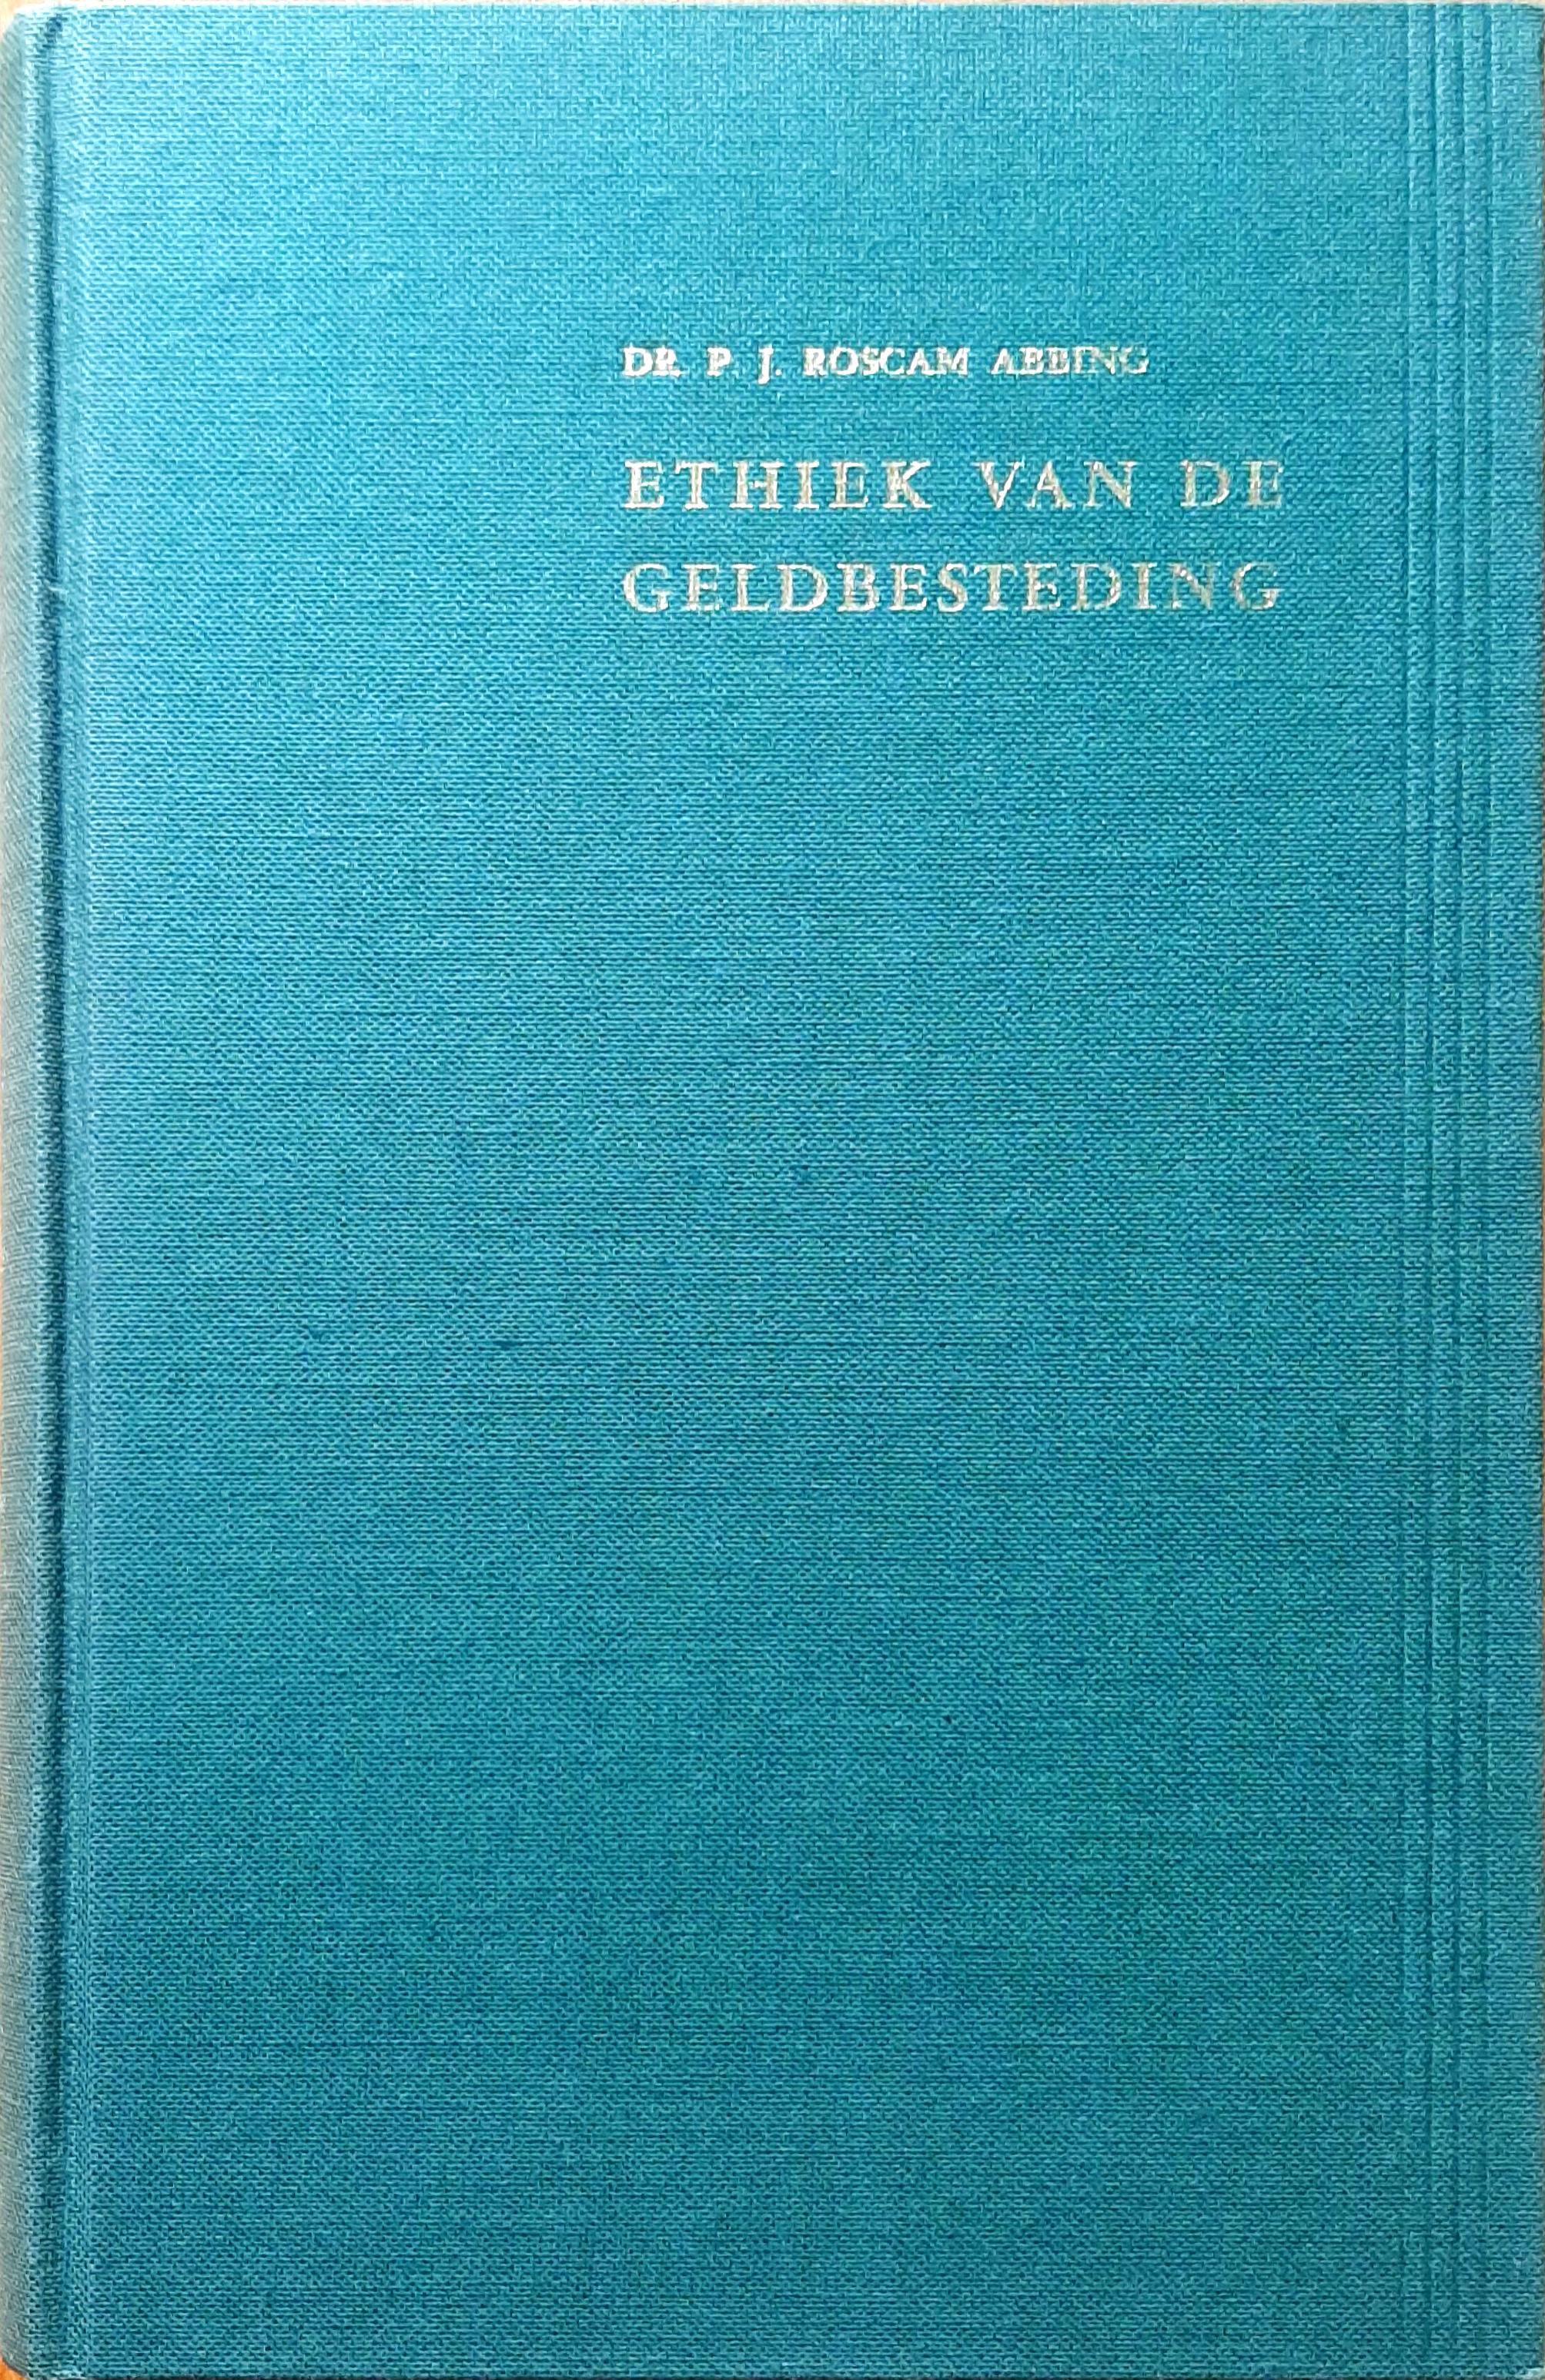 DR. P. J. ROSCAM ABBING
ETHIEK VAN DE
GELDBESTEDING